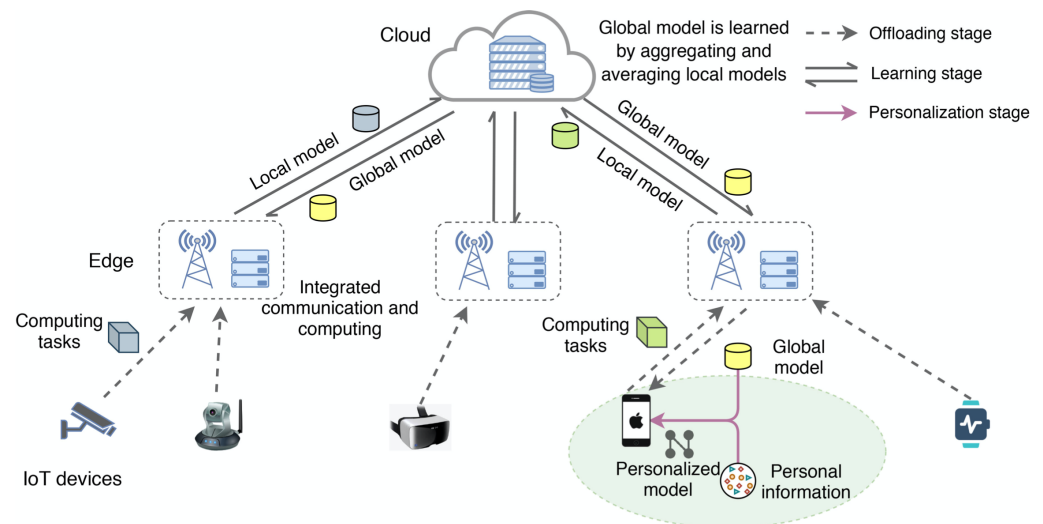 Cloud
Global model is learned
by aggregating and
averaging local models
Offloading stage
Learning stage
Personalization stage
Local model
Global model
Local model
Global model
Edge
Integrated
communication and
computing
Computing
tasks
Computing
tasks
Global
model
IoT devices
Personalized
model
Personal
information